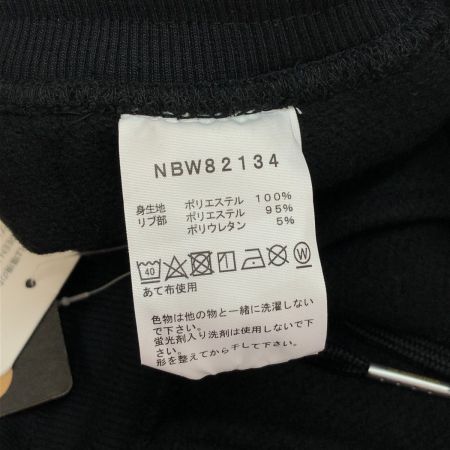 NBW82134
身生地 ポリエステル 100%
リブ部 ポリエステル 95%
ポリウレタン 5%
40 W
あて布使用
色物は他の物と一緒に洗濯しない
で下さい。
蛍光剤入り洗剤は使用しないで下
さい。
形を整えてから干して下さい。